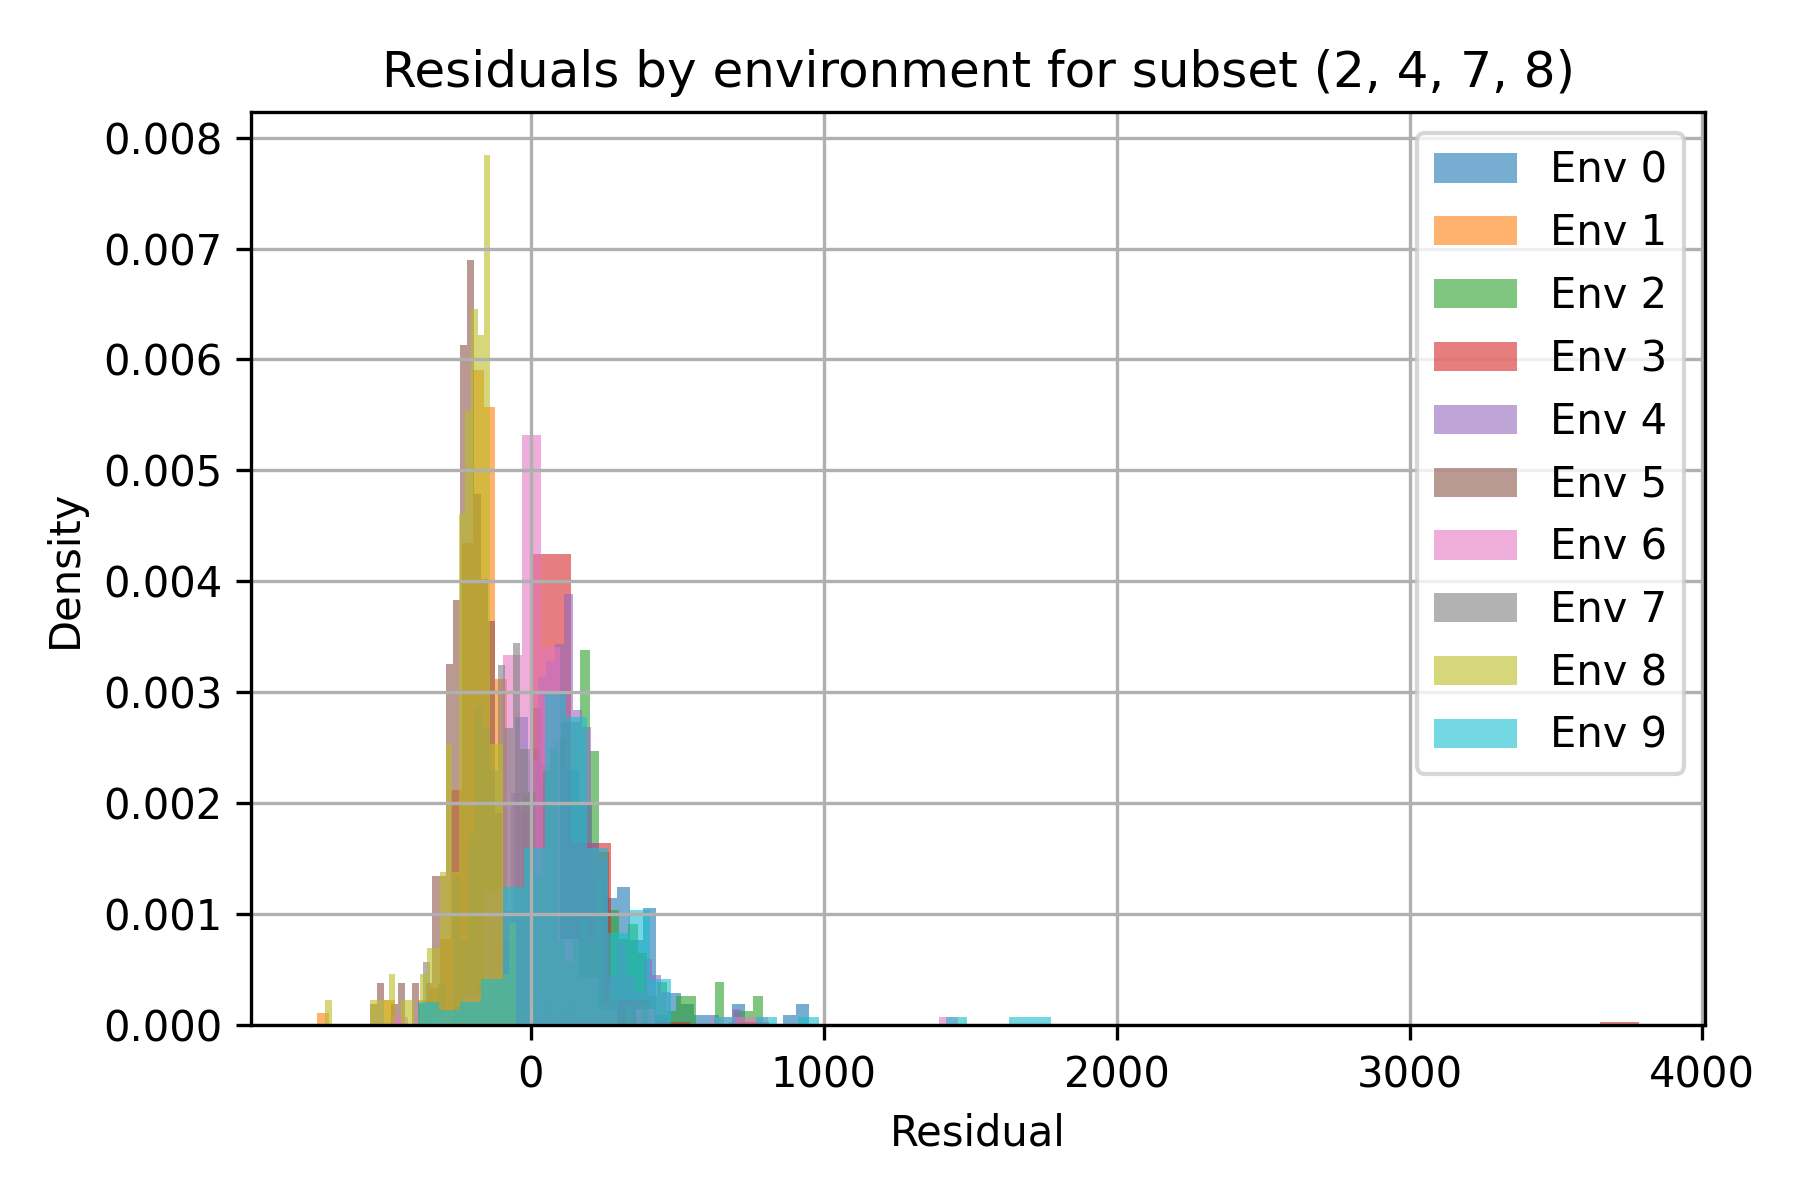 Residuals by environment for subset (2, 4, 7, 8)
0.008
0.007
0.006
0.005
0.004
0.003
0.002
0.001
0.000
Density
0
1000
2000
3000
4000
Residual
Env 0
Env 1
Env 2
Env 3
Env 4
Env 5
Env 6
Env 7
Env 8
Env 9